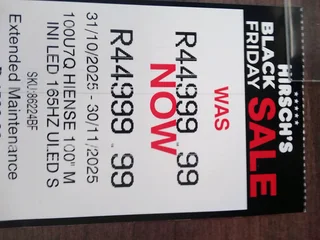 HIRSCH'S
BLACK
FRIDAY
SALE
WAS
R44999.99
NOW
R44999.99
31/10/2025 - 30/11/2025
100U7Q HIENSE 100" M
INI LED 165HZ ULED S
SKU:86224BF
Extended Maintenance